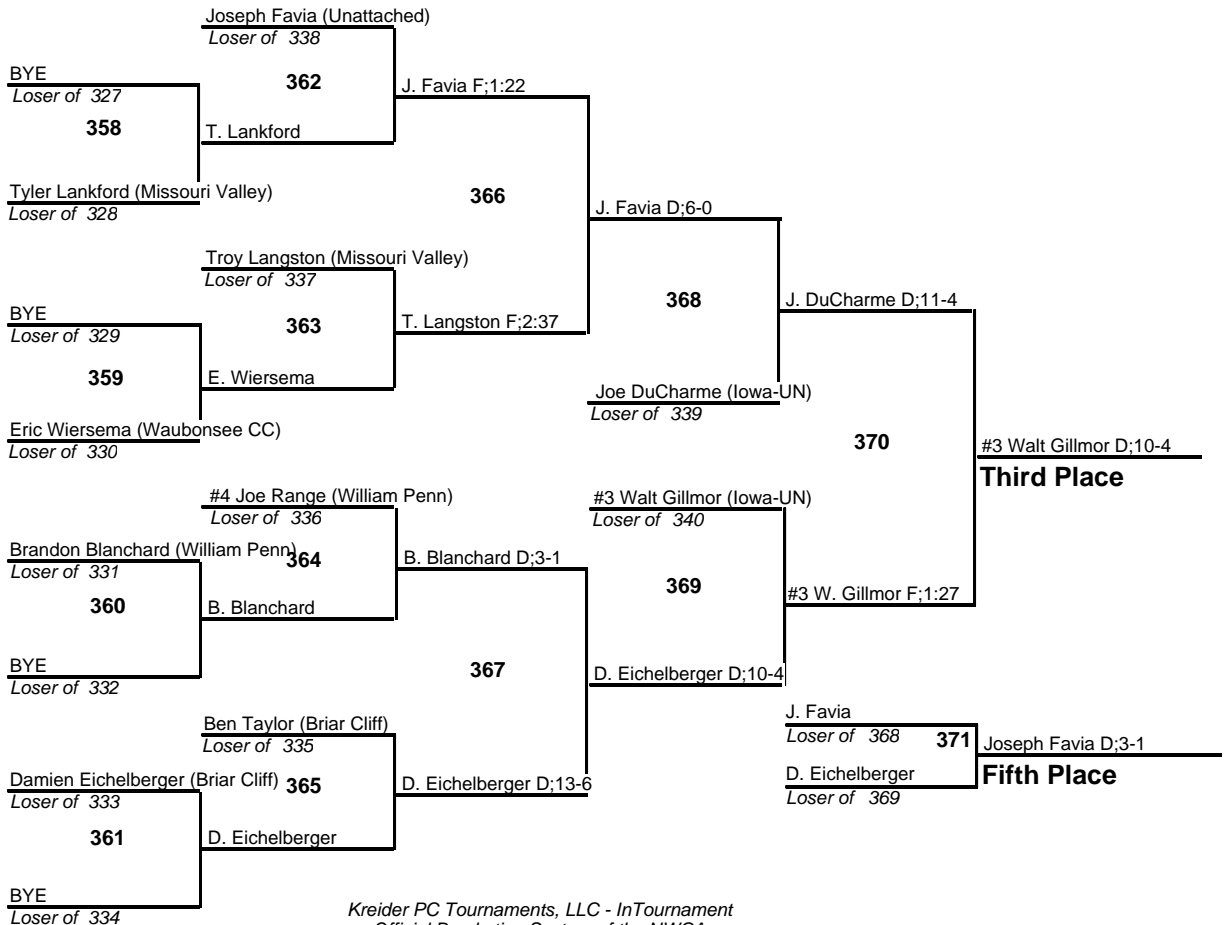 Joseph Favia (Unattached)
Loser of 338
BYE
Loser of 327
362
J. Favia F;1:22
358
T. Lankford
Tyler Lankford (Missouri Valley)
Loser of 328
366
J. Favia D;6-0
Troy Langston (Missouri Valley)
Loser of 337
BYE
Loser of 329
363
T. Langston F;2:37
368
J. DuCharme D;11-4
359
E. Wiersema
Joe DuCharme (Iowa-UN)
Loser of 339
Eric Wiersema (Waubonsee CC)
Loser of 330
370
#3 Walt Gillmor D;10-4
Third Place
#4 Joe Range (William Penn)
Loser of 336
#3 Walt Gillmor (Iowa-UN)
Loser of 340
Brandon Blanchard (William Penn)
Loser of 331
364
B. Blanchard D;3-1
369
#3 W. Gillmor F;1:27
360
B. Blanchard
BYE
Loser of 332
367
D. Eichelberger D;10-4
Ben Taylor (Briar Cliff)
Loser of 335
J. Favia
Loser of 368
371
Joseph Favia D;3-1
Fifth Place
D. Eichelberger
Loser of 369
Damien Eichelberger (Briar Cliff)
Loser of 333
365
D. Eichelberger D;13-6
361
D. Eichelberger
BYE
Loser of 334
Kreider PC Tournaments, LLC - InTournament